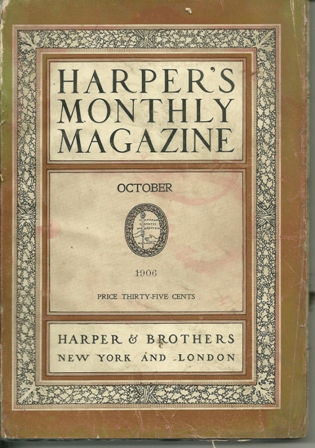 HARPER'S
MONTHLY
MAGAZINE
OCTOBER
1906
PRICE THIRTY-FIVE CENTS
HARPER & BROTHERS
NEW YORK AND LONDON